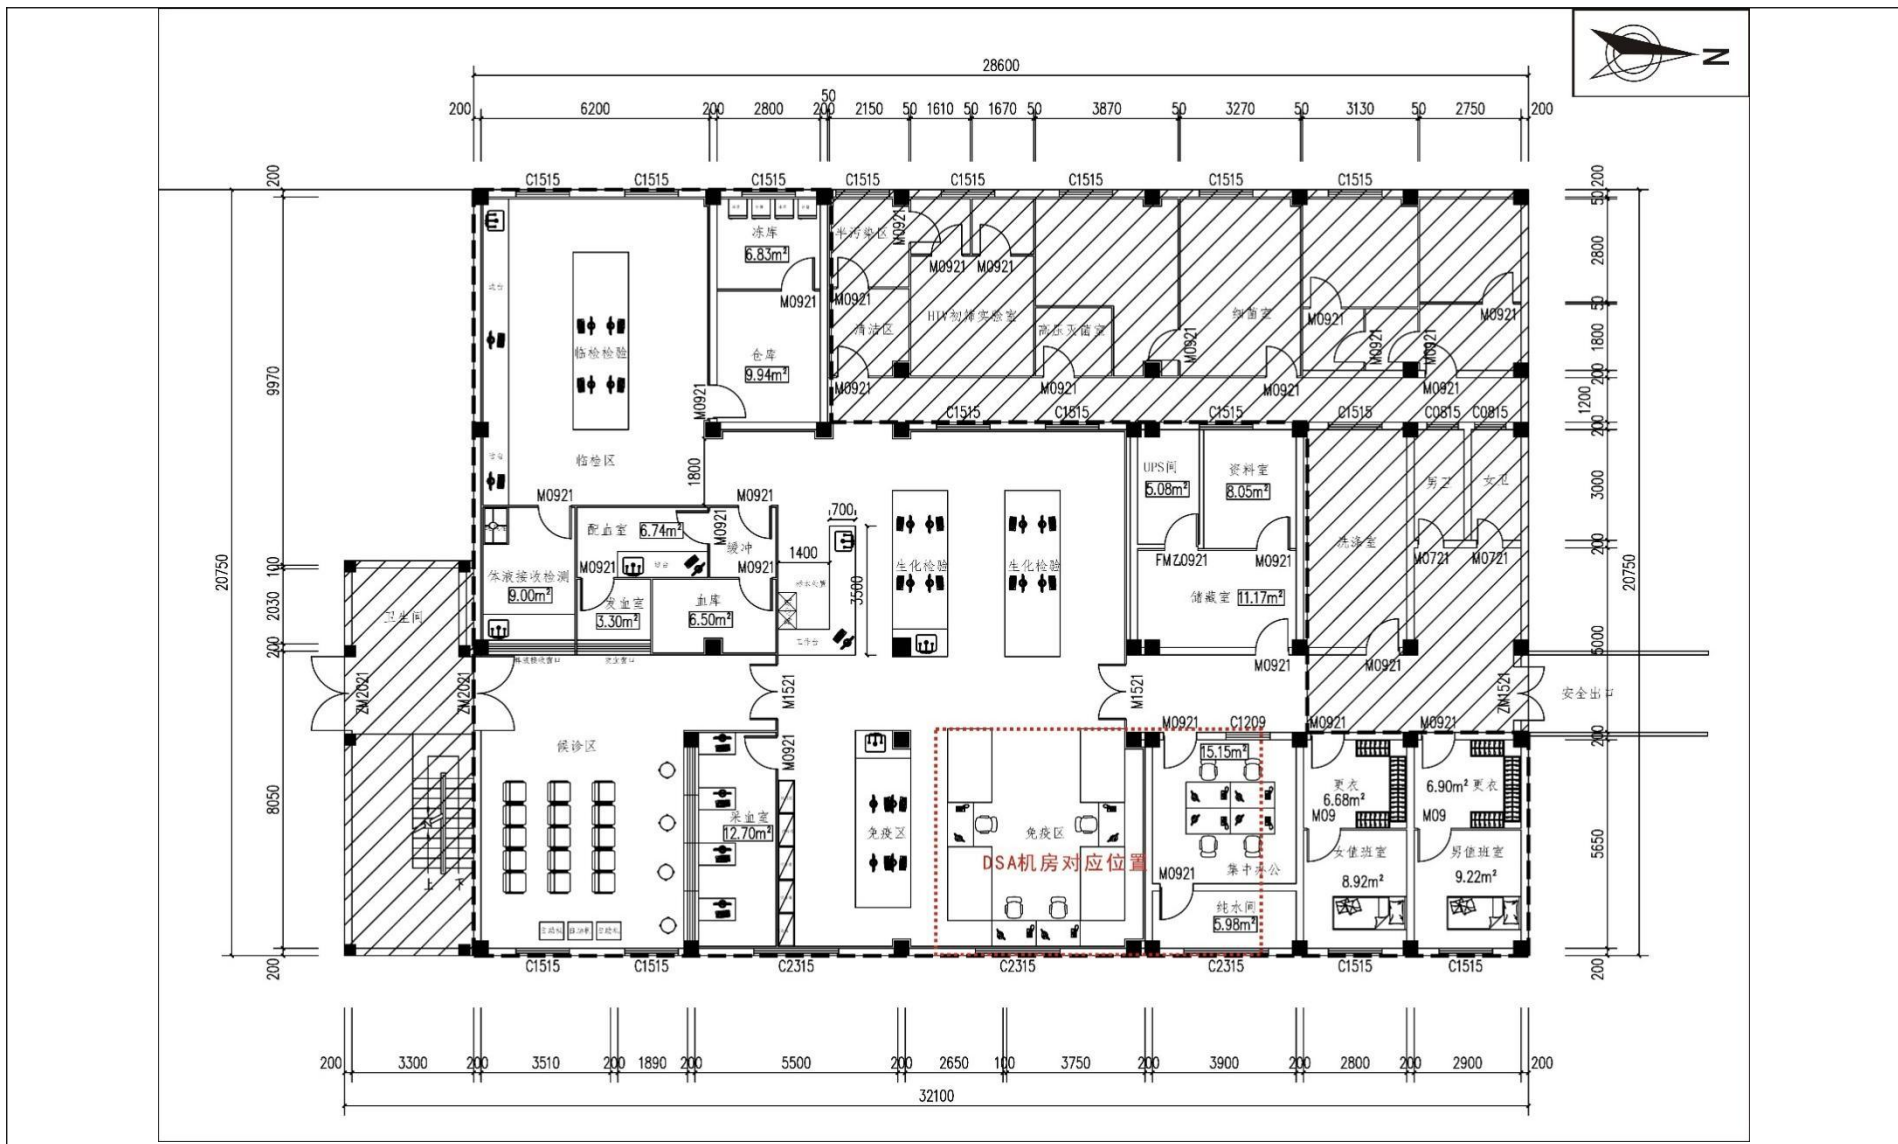 N
28600
50
200 6200 200 2800 200 2150 50 1610 50 1670 50 3870 50 3270 50 3130 50 2750 200
C1515 C1515 C1515 C1515 C1515 C1515 C1515 C1515
200
200
50
冻库
6.83m²
半污染区
M0921
M0921 M0921
M0921
M0921
2800
M0921
M0921
50
HIV初筛实验室
清洁区
高压灭菌室
细菌室
M0921
M0921
M0921
M0921
1800
临检检验
仓库
9.94m²
9970
M0921
M0921
M0921
M0921
M0921
200
1200
C1515 C1515 C1515 C1515 C0815 C0815
200
临检区
1800
UPS间
5.08m²
资料室
8.05m²
男卫
女卫
3000
M0921
M0921
M0921
700
配血室
6.74m²
缓冲
1400
3500
生化检验
生化检验
洗涤室
200
FMZ0921
M0921
M0721
M0721
20750
20750
100
M0921
M0921
体液接收检测
9.00m²
发血室
3.30m²
血库
6.50m²
工作台
储藏室
11.17m²
2030
卫生间
200
5000
M0921
M0921
ZM2021
ZM2021
M1521
M1521
ZM1521
安全出口
候诊区
M0921
M0921
C1209
M0921
M0921
200
15.15m²
8050
采血室
12.70m²
免疫区
免疫区
DSA机房对应位置
更衣
6.68m²
6.90m² 更衣
M09
M09
5650
集中办公
女值班室
8.92m²
男值班室
9.22m²
上 下
M0921
纯水间
5.98m²
200
200
C1515 C1515 C2315 C2315 C2315 C1515 C1515
200 3300 200 3510 200 1890 200 5500 200 2650 100 3750 200 3900 200 2800 200 2900 200
32100